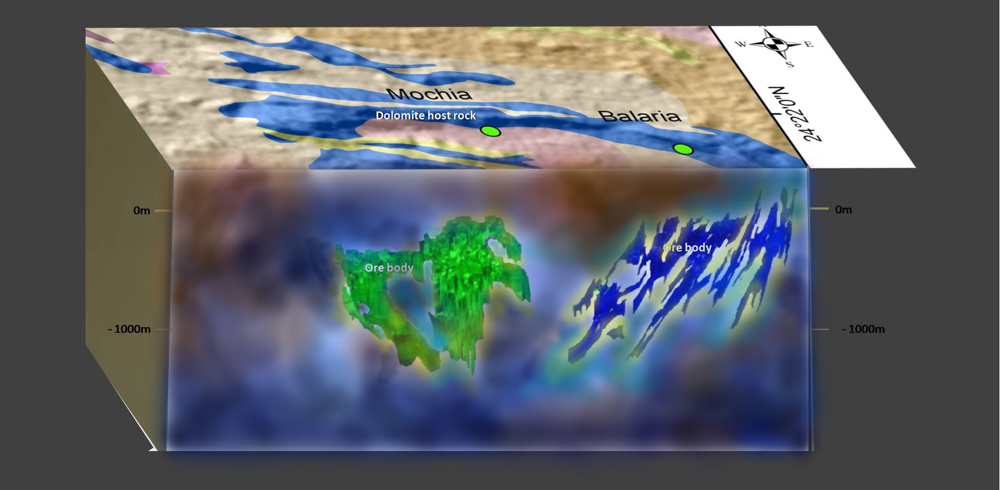 W E
S
Mochia
24°22'0"N
Dolomite host rock
Balaria
0m
0m
Ore body
Ore body
-1000m
-1000m